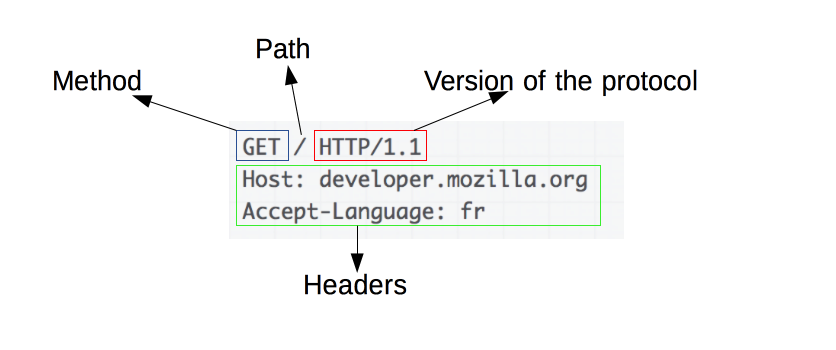 Path
Method
Version of the protocol
GET / HTTP/1.1
Host: developer.mozilla.org
Accept-Language: fr
Headers